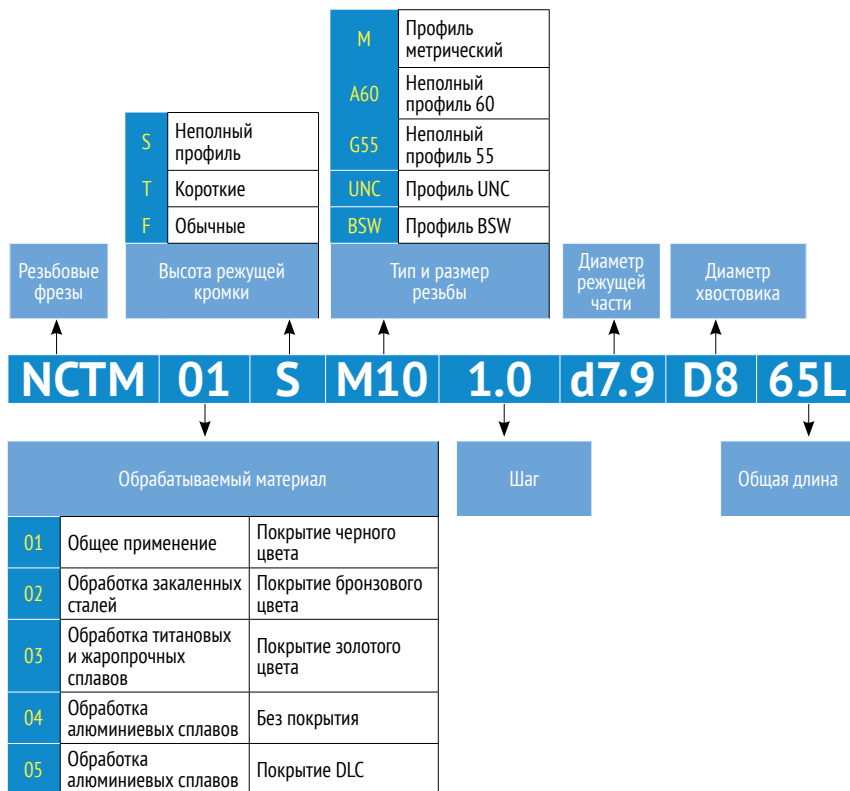 M Профиль
метрический
A60 Неполный
профиль 60
G55 Неполный
профиль 55
UNC Профиль UNC
BSW Профиль BSW
S Неполный
профиль
T Короткие
F Обычные
Резьбовые
фрезы
Высота режущей
кромки
Тип и размер
резьбы
Диаметр
режущей
части
Диаметр
хвостовика
NCTM 01 S M10 1.0 d7.9 D8 65L
Обрабатываемый материал
Шаг
Общая длина
01 Общее применение Покрытие черного
цвета
02 Обработка закаленных
сталей
Покрытие бронзового
цвета
03 Обработка титановых
и жаропрочных
сплавов
Покрытие золотого
цвета
04 Обработка
алюминиевых сплавов
Без покрытия
05 Обработка
алюминиевых сплавов
Покрытие DLC